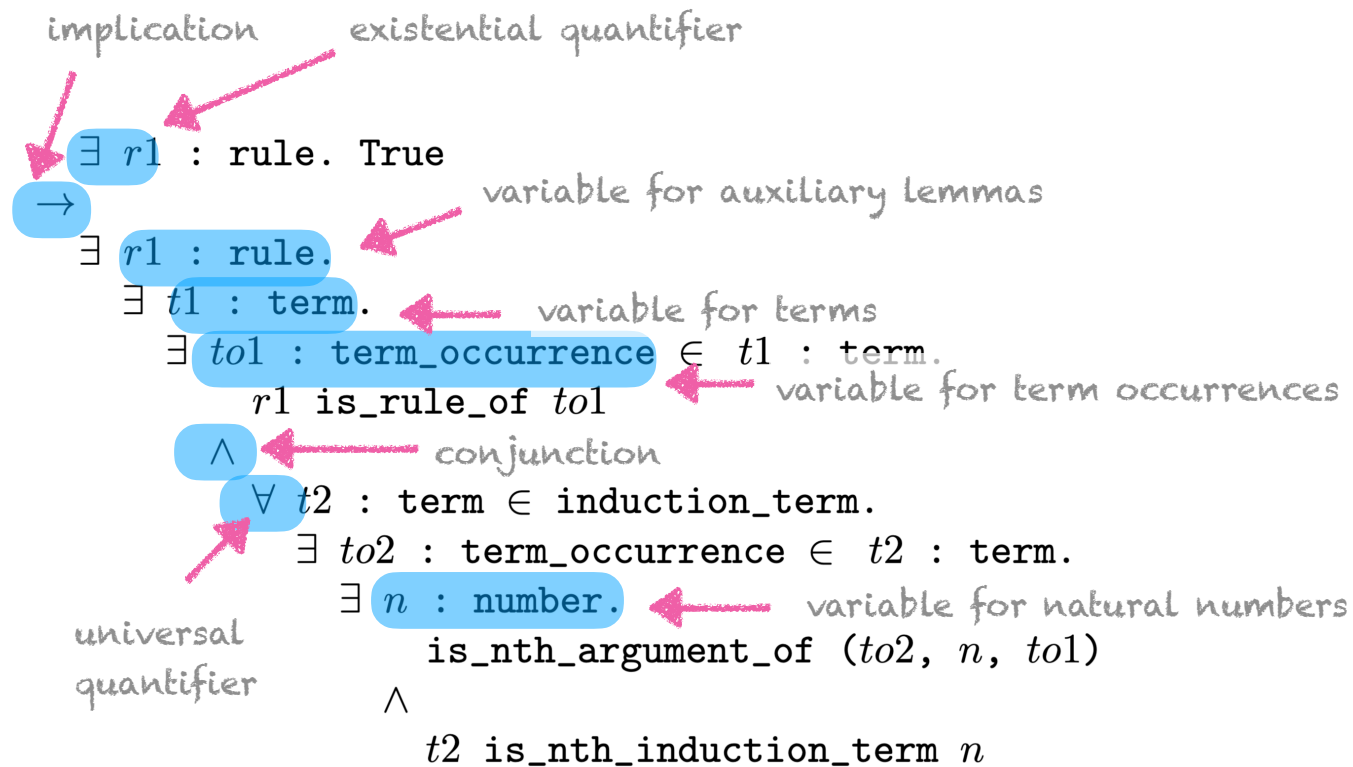 implication existential quantifier
∃ r1 : rule. True
→ variable for auxiliary lemmas
∃ r1 : rule.
∃ t1 : term. variable for terms
∃ to1 : term_occurrence ∈ t1 : term.
variable for term occurrences
r1 is_rule_of to1
∧ conjunction
∀ t2 : term ∈ induction_term.
∃ to2 : term_occurrence ∈ t2 : term.
∃ n : number. variable for natural numbers
universal
quantifier
is_nth_argument_of (to2, n, to1)
∧
t2 is_nth_induction_term n